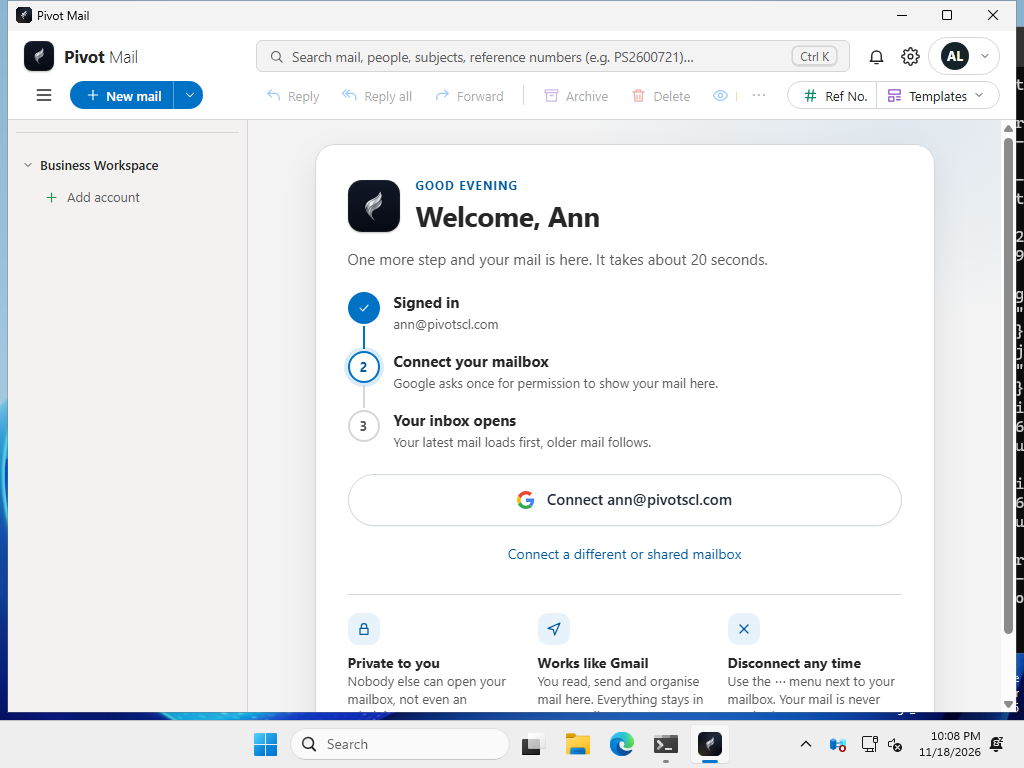 Pivot Mail
Pivot Mail
Search mail, people, subjects, reference numbers (e.g. PS2600721)...
Ctrl K
AL
New mail
Reply
Reply all
Forward
Archive
Delete
Ref No.
Templates
Business Workspace
Add account
GOOD EVENING
Welcome, Ann
One more step and your mail is here. It takes about 20 seconds.
Signed in
ann@pivotscl.com
2
Connect your mailbox
Google asks once for permission to show your mail here.
3
Your inbox opens
Your latest mail loads first, older mail follows.
Connect ann@pivotscl.com
Connect a different or shared mailbox
Private to you
Nobody else can open your
mailbox, not even an
Works like Gmail
You read, send and organise
mail here. Everything stays in
Disconnect any time
Use the ··· menu next to your
mailbox. Your mail is never
Search
10:08 PM
11/18/2026